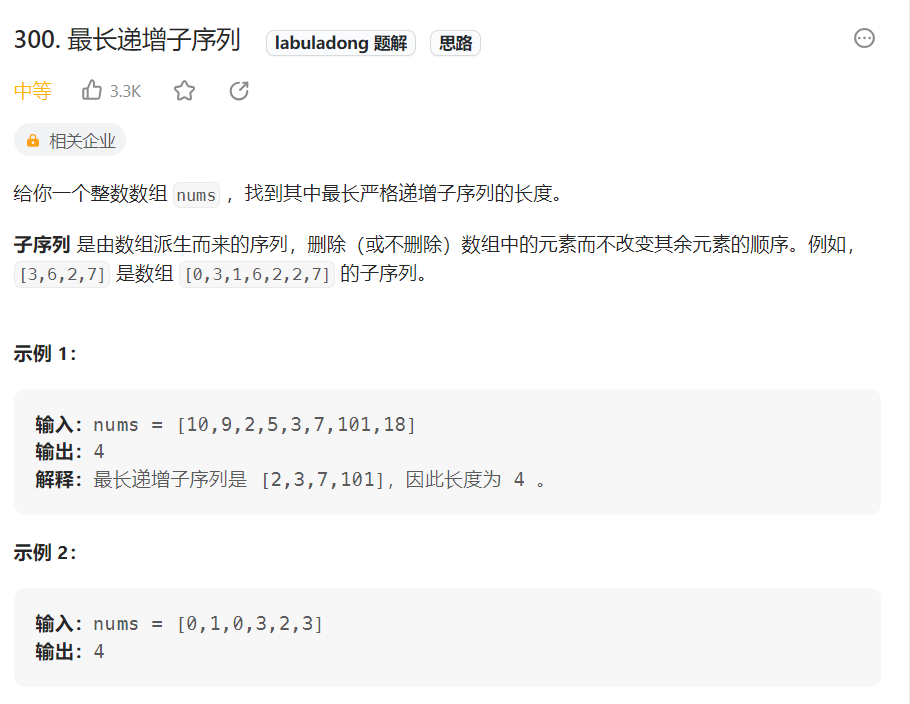 300. 最长递增子序列 labuladong 题解 思路
中等 3.3K
相关企业
给你一个整数数组 nums ，找到其中最长严格递增子序列的长度。
子序列 是由数组派生而来的序列，删除（或不删除）数组中的元素而不改变其余元素的顺序。例如，
[3,6,2,7] 是数组 [0,3,1,6,2,2,7] 的子序列。
示例 1：
输入：nums = [10,9,2,5,3,7,101,18]
输出：4
解释：最长递增子序列是 [2,3,7,101]，因此长度为 4 。
示例 2：
输入：nums = [0,1,0,3,2,3]
输出：4